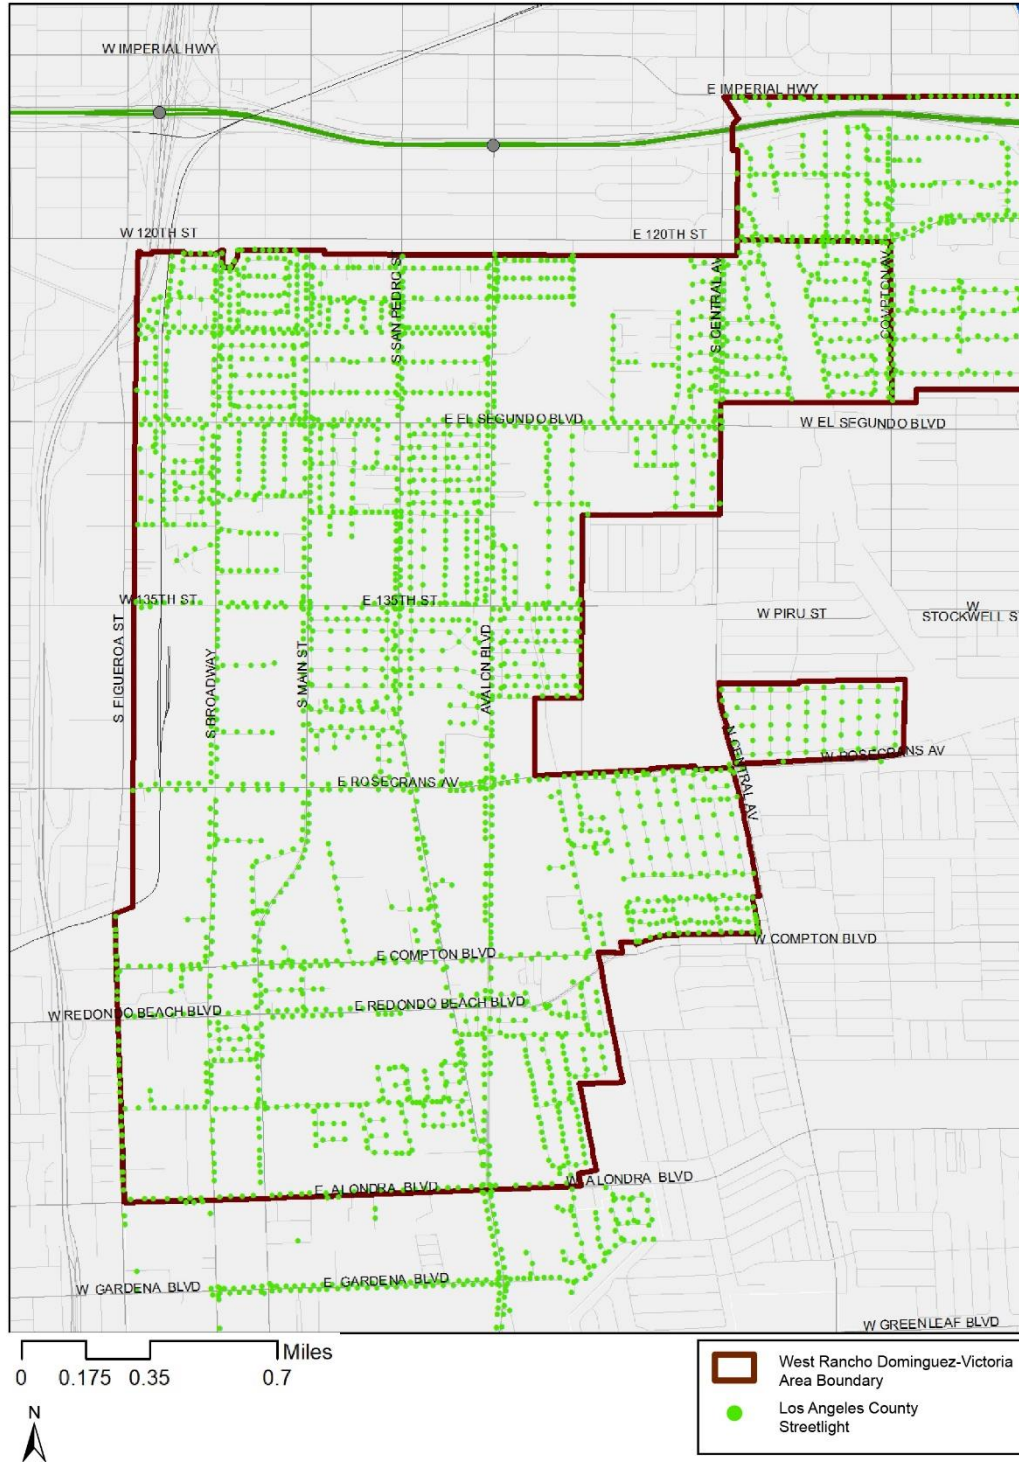 W IMPERIAL HWY
E IMPERIAL HWY
W 120TH ST
E 120TH ST
S SAN PEDRO S
S CENTRAL AV
COMPTON AV
E EL SEGUNDO BLVD
W EL SEGUNDO BLVD
W 135TH ST
E 135TH ST
W PIRU ST
W
STOCKWELL S
S FIGUEROA ST
S BROADWAY
S MAIN ST
AVALON BLVD
N CENTRAL AV
W ROSECRANS AV
E ROSECRANS AV
W COMPTON BLVD
E COMPTON BLVD
E REDONDO BEACH BLVD
W REDONDO BEACH BLVD
E ALONDRA BLVD
W ALONDRA BLVD
E GARDENA BLVD
W GARDENA BLVD
W GREENLEAF BLVD
Miles
0 0.175 0.35 0.7
N
West Rancho Dominguez-Victoria
Area Boundary
Los Angeles County
Streetlight